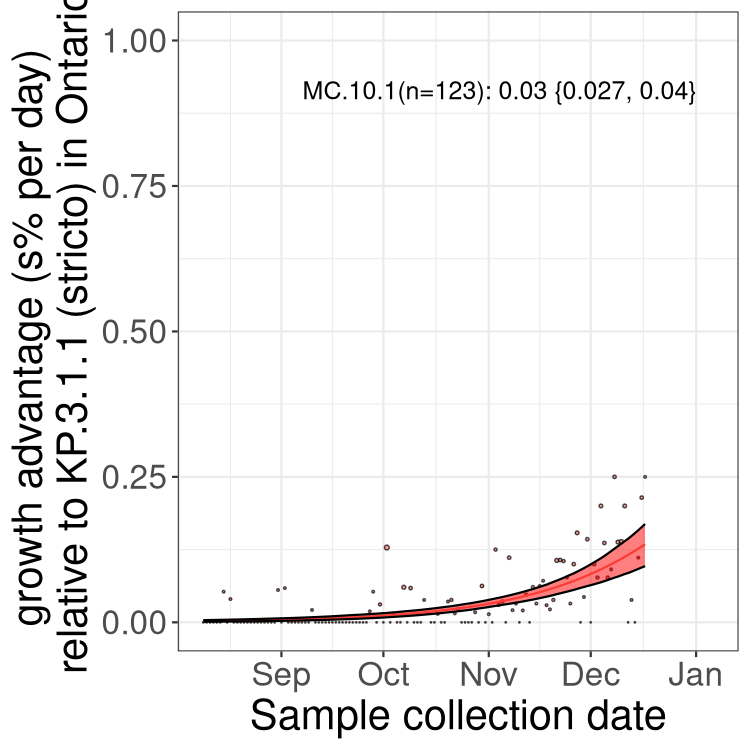 growth advantage (s% per day)
relative to KP.3.1.1 (stricto) in Ontario
1.00
0.75
0.50
0.25
0.00
MC.10.1(n=123): 0.03 {0.027, 0.04}
Sep Oct Nov Dec Jan
Sample collection date